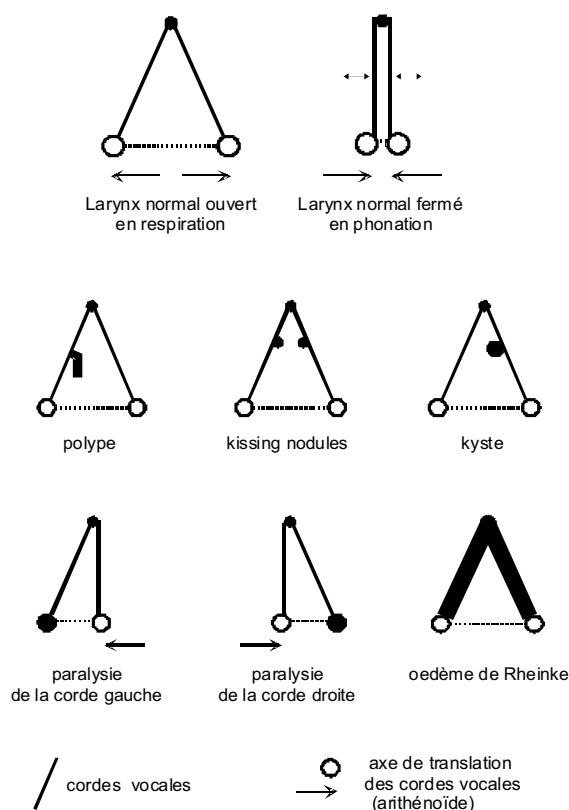 Larynx normal ouvert
en respiration
Larynx normal fermé
en phonation
polype
kissing nodules
kyste
paralysie
de la corde gauche
paralysie
de la corde droite
oedème de Rheinke
cordes vocales
axe de translation
des cordes vocales
(arithénoïde)